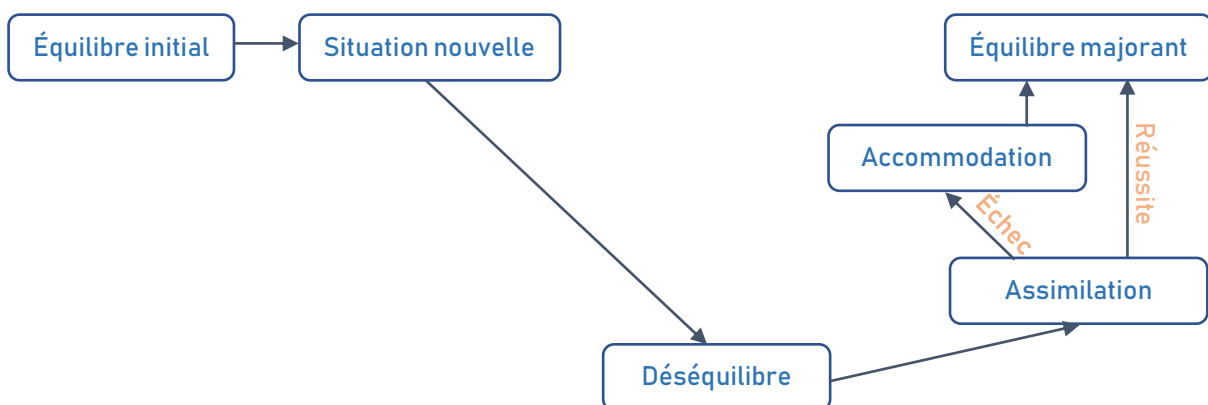 Équilibre initial
Situation nouvelle
Équilibre majorant
Accommodation
Réussite
Échec
Assimilation
Déséquilibre